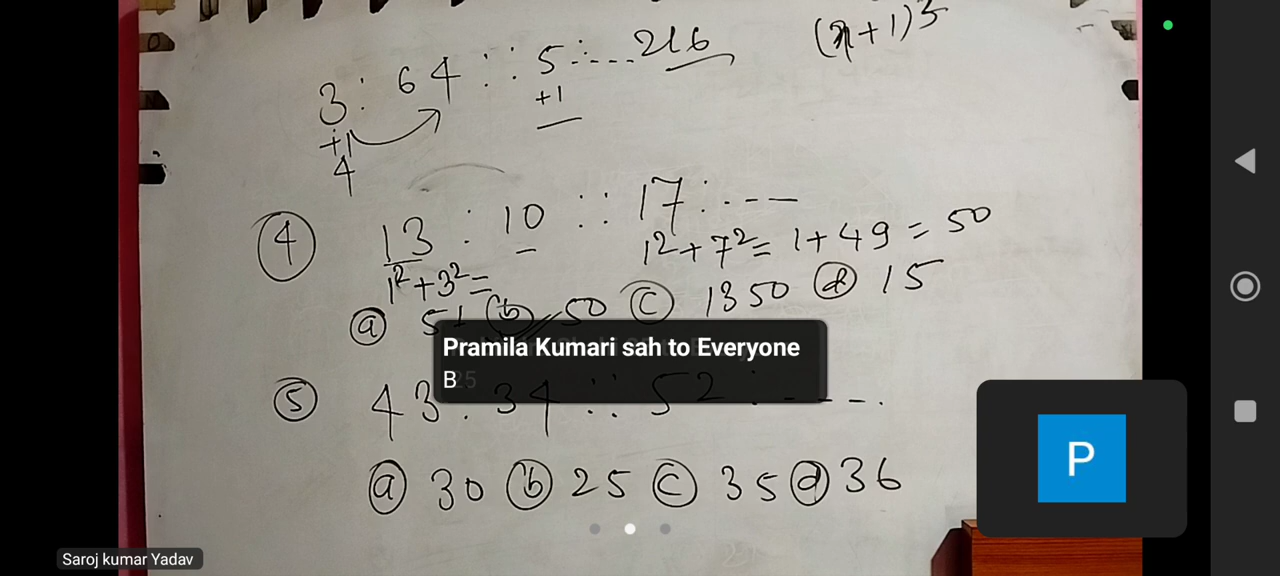 3 : 64 :: 5 : ---- 216 (x+1)³
+1 +1
4
④ 13 : 10 :: 17 : ---
1²+3²= 1²+7²= 1+49 = 50
ⓐ 51 ⓑ 50 ⓒ 1350 ⓓ 15
Pramila Kumari sah to Everyone
B
⑤ 43 : 34 :: 52 : ----.
ⓐ 30 ⓑ 25 ⓒ 35 ⓓ 36
P
Saroj kumar Yadav